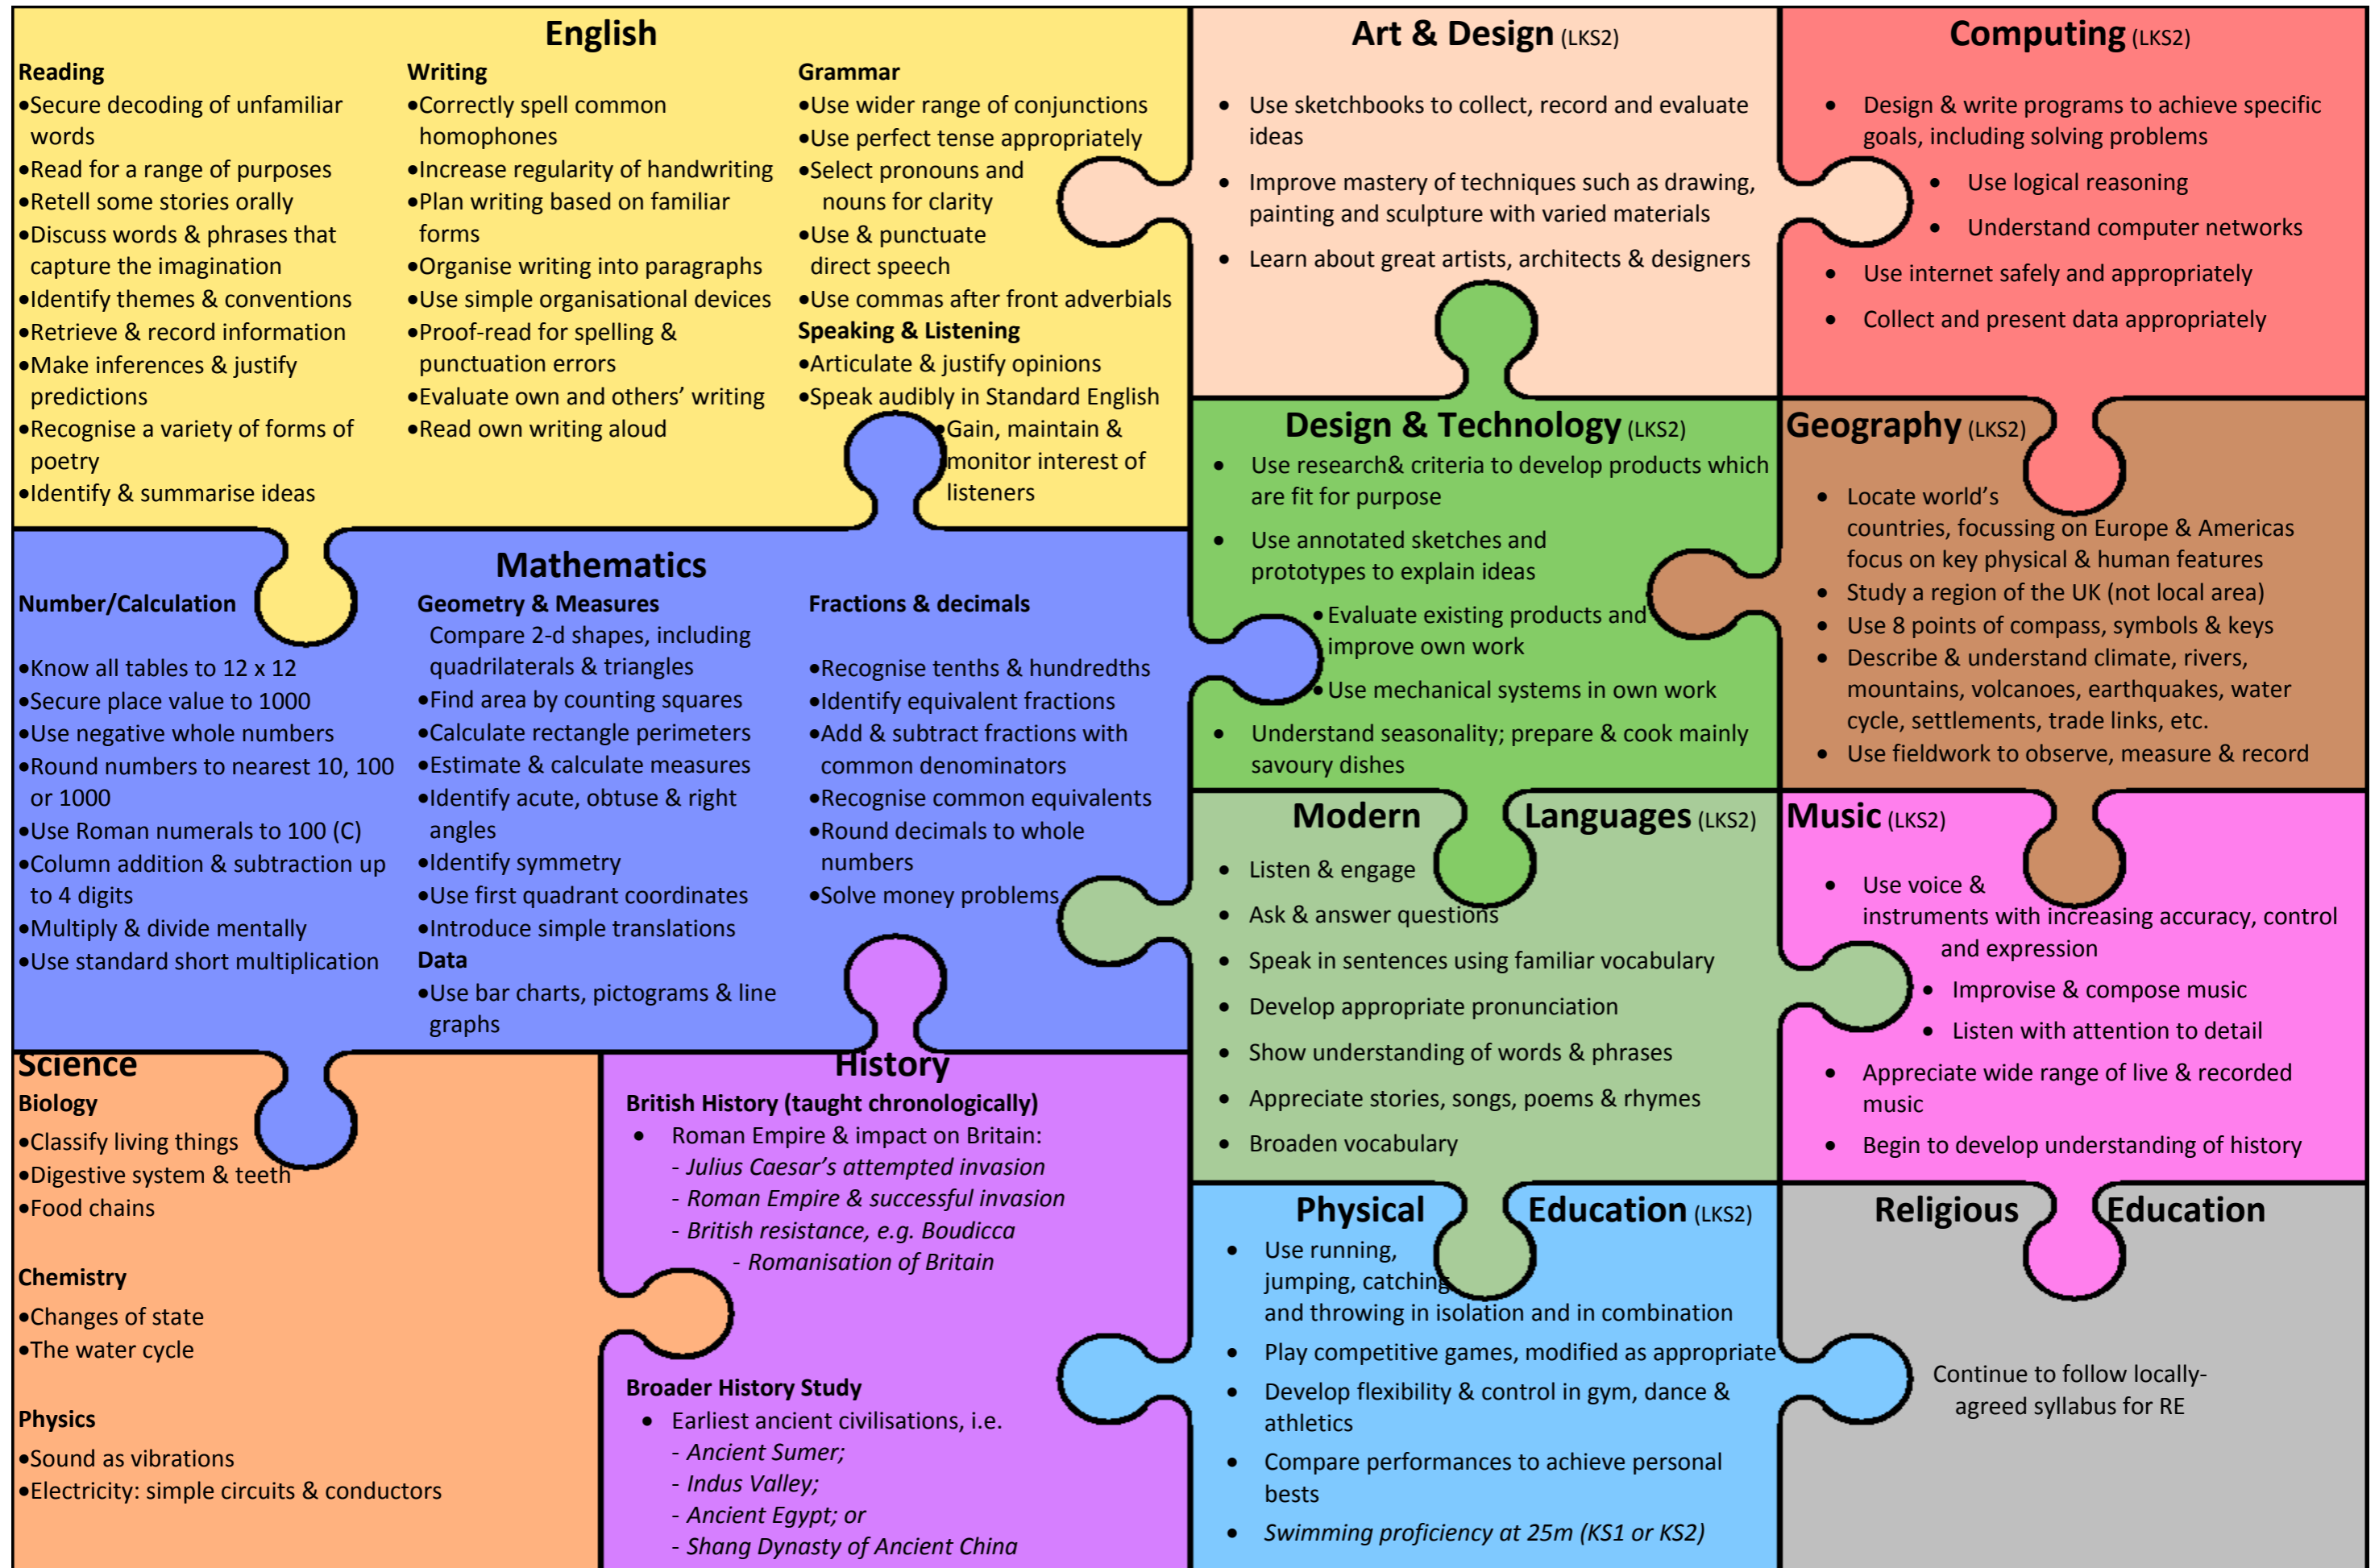 English
Reading
•Secure decoding of unfamiliar
words
•Read for a range of purposes
•Retell some stories orally
•Discuss words & phrases that
capture the imagination
•Identify themes & conventions
•Retrieve & record information
•Make inferences & justify
predictions
•Recognise a variety of forms of
poetry
•Identify & summarise ideas
Writing
•Correctly spell common
homophones
•Increase regularity of handwriting
•Plan writing based on familiar
forms
•Organise writing into paragraphs
•Use simple organisational devices
•Proof-read for spelling &
punctuation errors
•Evaluate own and others’ writing
•Read own writing aloud
Grammar
•Use wider range of conjunctions
•Use perfect tense appropriately
•Select pronouns and
nouns for clarity
•Use & punctuate
direct speech
•Use commas after front adverbials
Speaking & Listening
•Articulate & justify opinions
•Speak audibly in Standard English
•Gain, maintain &
monitor interest of
listeners
Art & Design (LKS2)
• Use sketchbooks to collect, record and evaluate
ideas
• Improve mastery of techniques such as drawing,
painting and sculpture with varied materials
• Learn about great artists, architects & designers
Computing (LKS2)
• Design & write programs to achieve specific
goals, including solving problems
• Use logical reasoning
• Understand computer networks
• Use internet safely and appropriately
• Collect and present data appropriately
Mathematics
Number/Calculation
•Know all tables to 12 x 12
•Secure place value to 1000
•Use negative whole numbers
•Round numbers to nearest 10, 100
or 1000
•Use Roman numerals to 100 (C)
•Column addition & subtraction up
to 4 digits
•Multiply & divide mentally
•Use standard short multiplication
Geometry & Measures
Compare 2-d shapes, including
quadrilaterals & triangles
•Find area by counting squares
•Calculate rectangle perimeters
•Estimate & calculate measures
•Identify acute, obtuse & right
angles
•Identify symmetry
•Use first quadrant coordinates
•Introduce simple translations
Data
•Use bar charts, pictograms & line
graphs
Fractions & decimals
•Recognise tenths & hundredths
•Identify equivalent fractions
•Add & subtract fractions with
common denominators
•Recognise common equivalents
•Round decimals to whole
numbers
•Solve money problems
Design & Technology (LKS2)
• Use research& criteria to develop products which
are fit for purpose
• Use annotated sketches and
prototypes to explain ideas
•Evaluate existing products and
improve own work
•Use mechanical systems in own work
• Understand seasonality; prepare & cook mainly
savoury dishes
Geography (LKS2)
• Locate world’s
countries, focussing on Europe & Americas
focus on key physical & human features
• Study a region of the UK (not local area)
• Use 8 points of compass, symbols & keys
• Describe & understand climate, rivers,
mountains, volcanoes, earthquakes, water
cycle, settlements, trade links, etc.
• Use fieldwork to observe, measure & record
Modern Languages (LKS2)
• Listen & engage
• Ask & answer questions
• Speak in sentences using familiar vocabulary
• Develop appropriate pronunciation
• Show understanding of words & phrases
• Appreciate stories, songs, poems & rhymes
• Broaden vocabulary
Music (LKS2)
• Use voice &
instruments with increasing accuracy, control
and expression
• Improvise & compose music
• Listen with attention to detail
• Appreciate wide range of live & recorded
music
• Begin to develop understanding of history
Science
Biology
•Classify living things
•Digestive system & teeth
•Food chains
Chemistry
•Changes of state
•The water cycle
Physics
•Sound as vibrations
•Electricity: simple circuits & conductors
History
British History (taught chronologically)
• Roman Empire & impact on Britain:
- Julius Caesar’s attempted invasion
- Roman Empire & successful invasion
- British resistance, e.g. Boudicca
- Romanisation of Britain
Broader History Study
• Earliest ancient civilisations, i.e.
- Ancient Sumer;
- Indus Valley;
- Ancient Egypt; or
- Shang Dynasty of Ancient China
Physical Education (LKS2)
• Use running,
jumping, catching
and throwing in isolation and in combination
• Play competitive games, modified as appropriate
• Develop flexibility & control in gym, dance &
athletics
• Compare performances to achieve personal
bests
• Swimming proficiency at 25m (KS1 or KS2)
Religious Education
Continue to follow locally-
agreed syllabus for RE